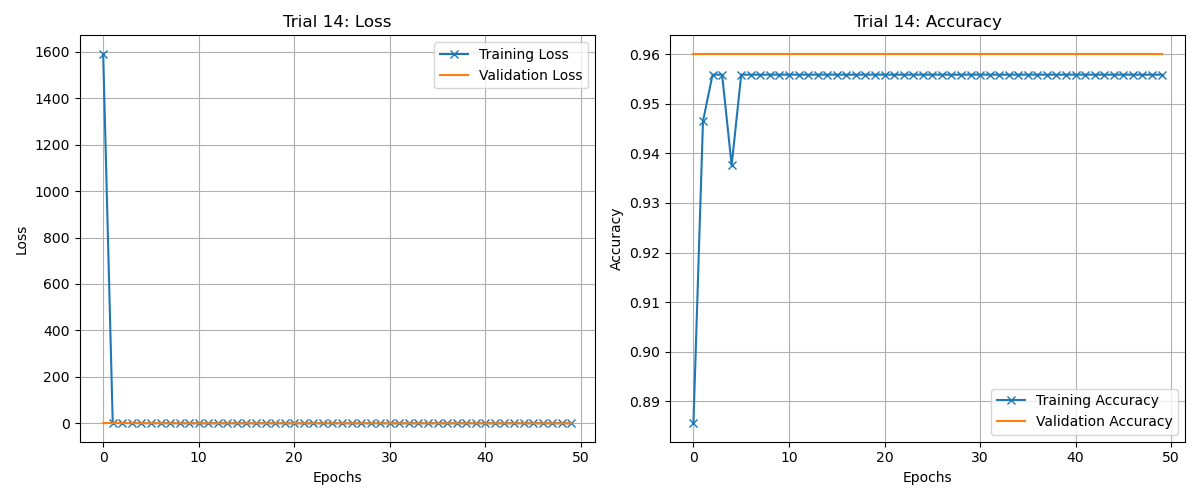 Trial 14: Loss
1600
1400
1200
1000
800
600
400
200
0
Loss
0 10 20 30 40 50
Epochs
Training Loss
Validation Loss
Trial 14: Accuracy
0.96
0.95
0.94
0.93
0.92
0.91
0.90
0.89
Accuracy
0 10 20 30 40 50
Epochs
Training Accuracy
Validation Accuracy